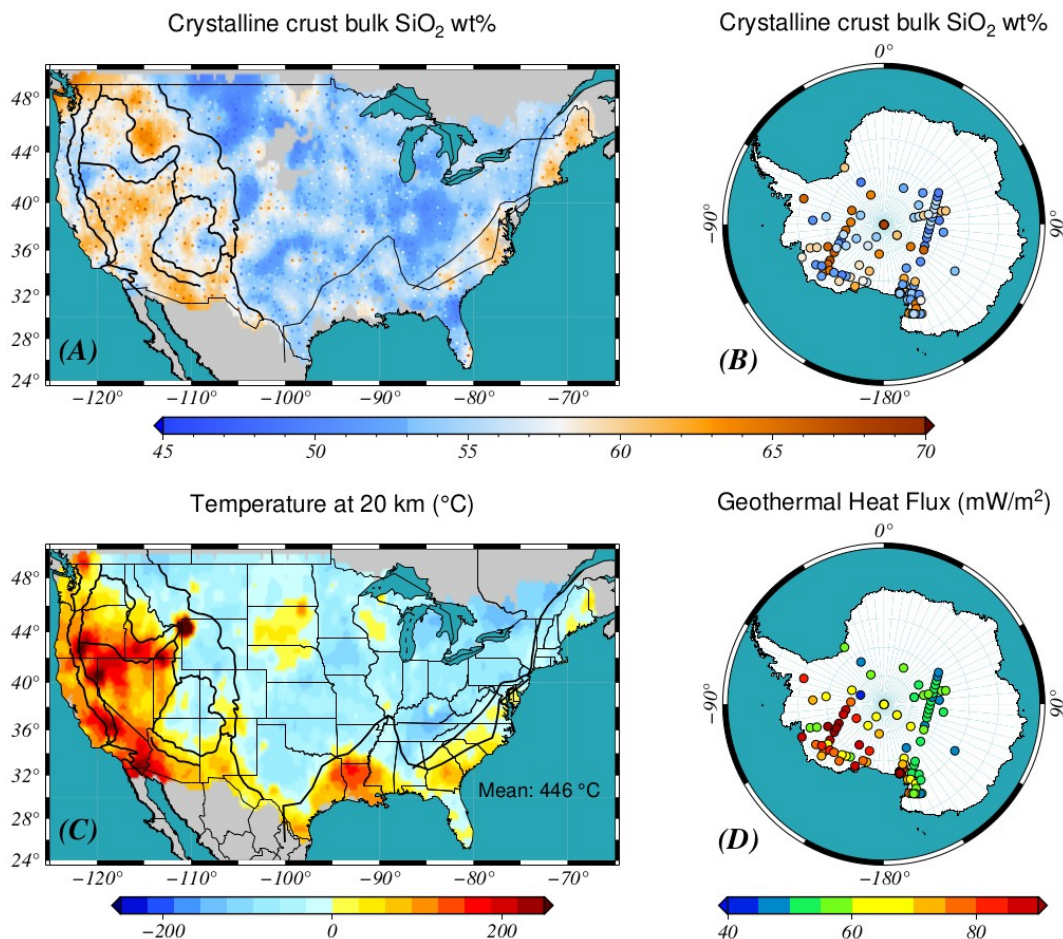 Crystalline crust bulk SiO₂ wt%
48°
44°
40°
36°
32°
28°
24°
(A)
−120° −110° −100° −90° −80° −70°
Crystalline crust bulk SiO₂ wt%
0°
−90° 90°
(B)
−180°
45 50 55 60 65 70
Temperature at 20 km (°C)
48°
44°
40°
36°
32°
28°
24°
Mean: 446 °C
(C)
−120° −110° −100° −90° −80° −70°
−200 0 200
Geothermal Heat Flux (mW/m²)
0°
−90° 90°
(D)
−180°
40 60 80